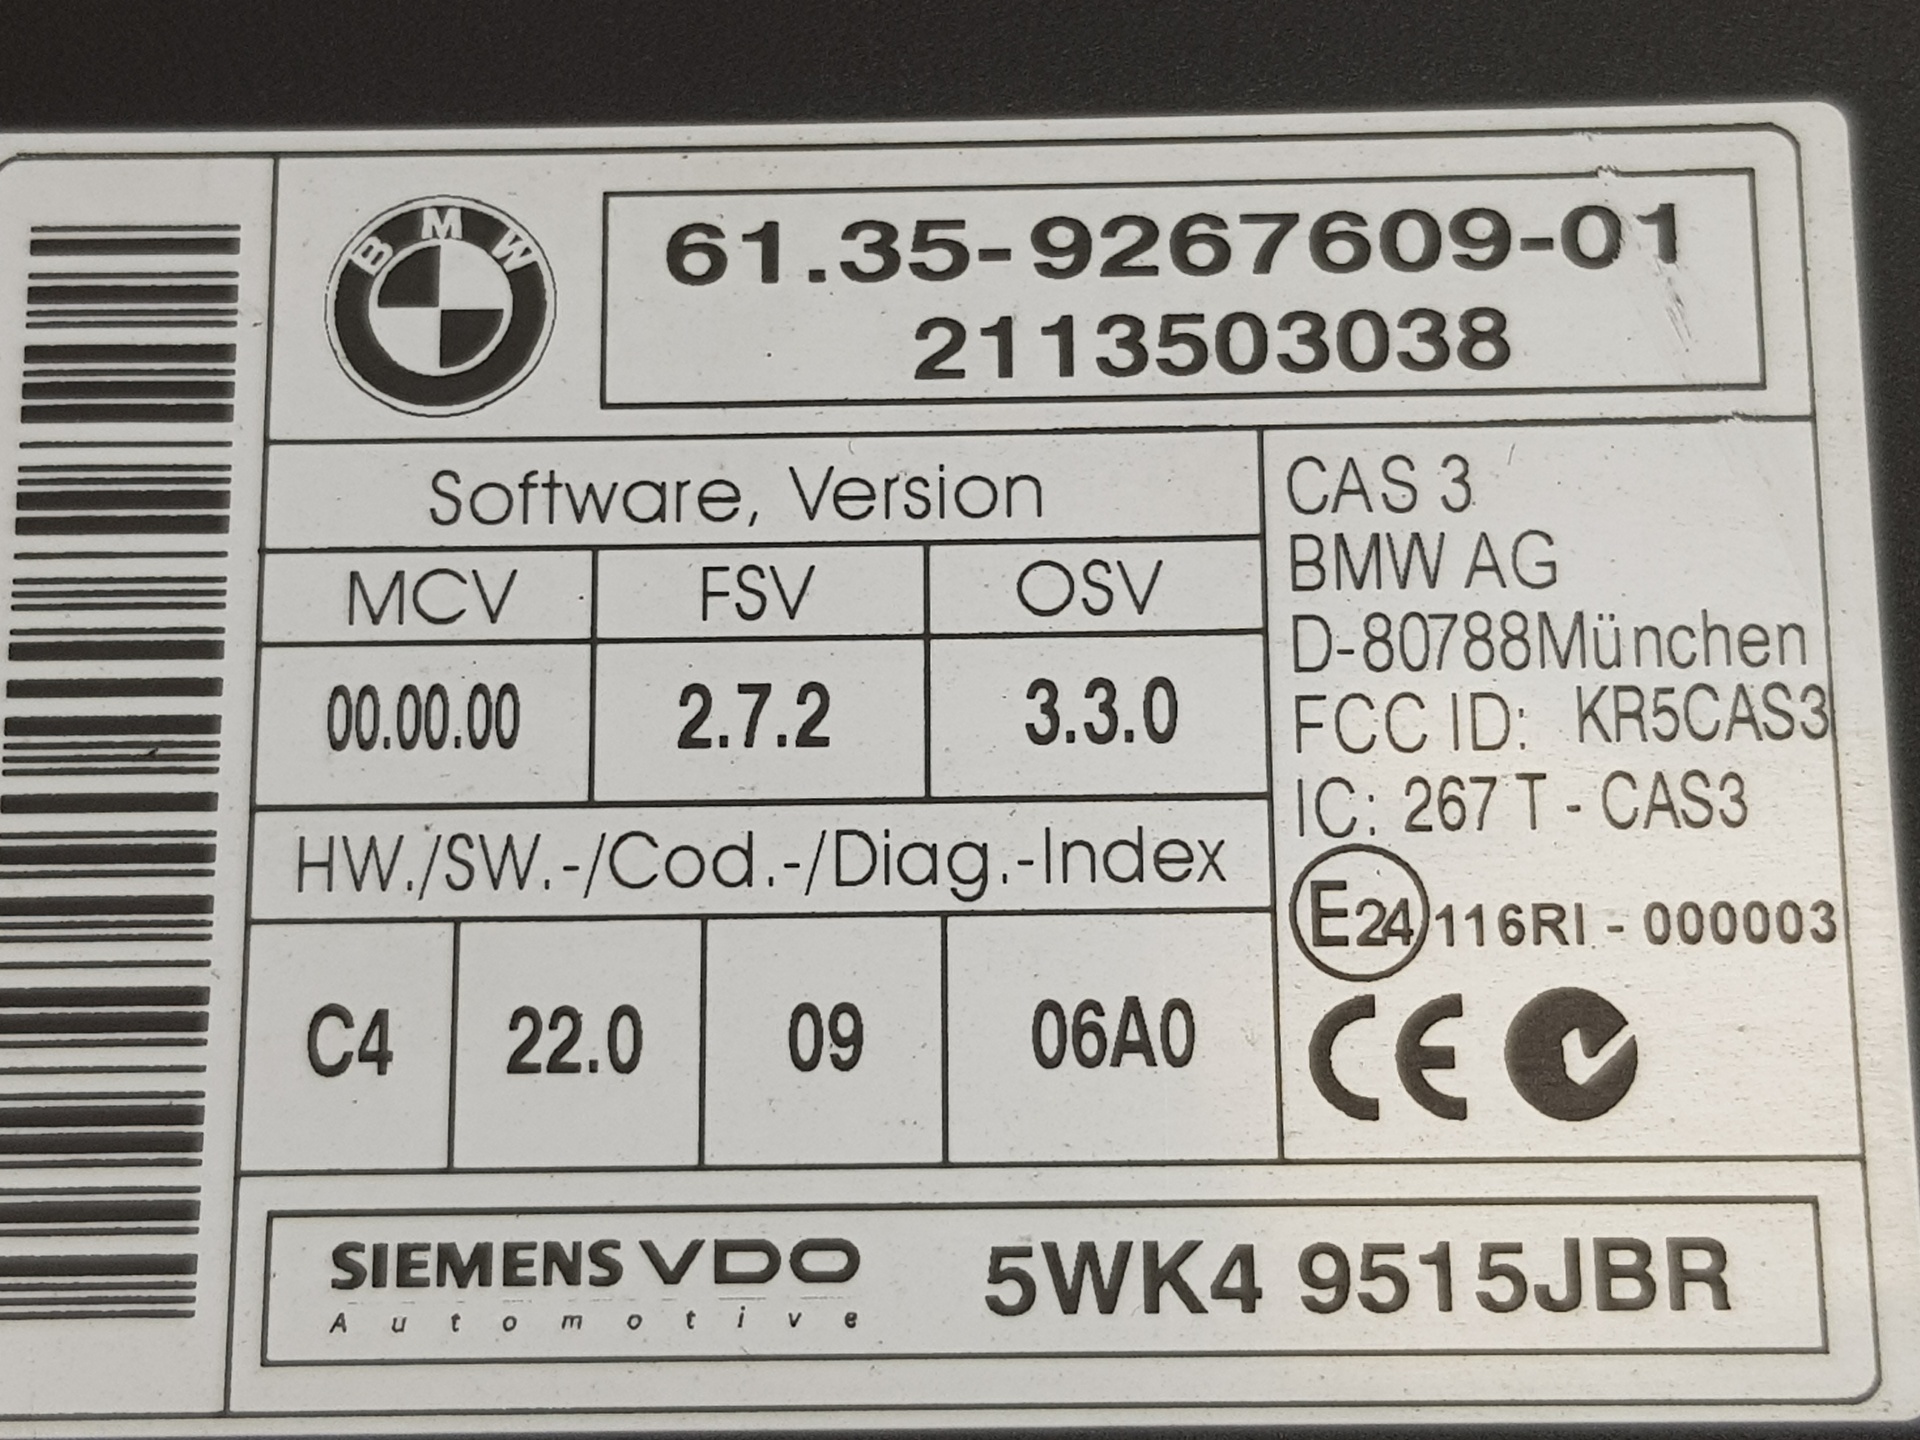 BMW
61.35-9267609-01
2113503038
Software, Version
MCV FSV OSV
00.00.00 2.7.2 3.3.0
HW./SW.-/Cod.-/Diag.-Index
C4 22.0 09 06A0
CAS 3
BMW AG
D-80788München
FCC ID: KR5CAS3
IC: 267 T - CAS3
E24 116RI - 000003
CE
SIEMENS VDO
Automotive
5WK4 9515JBR